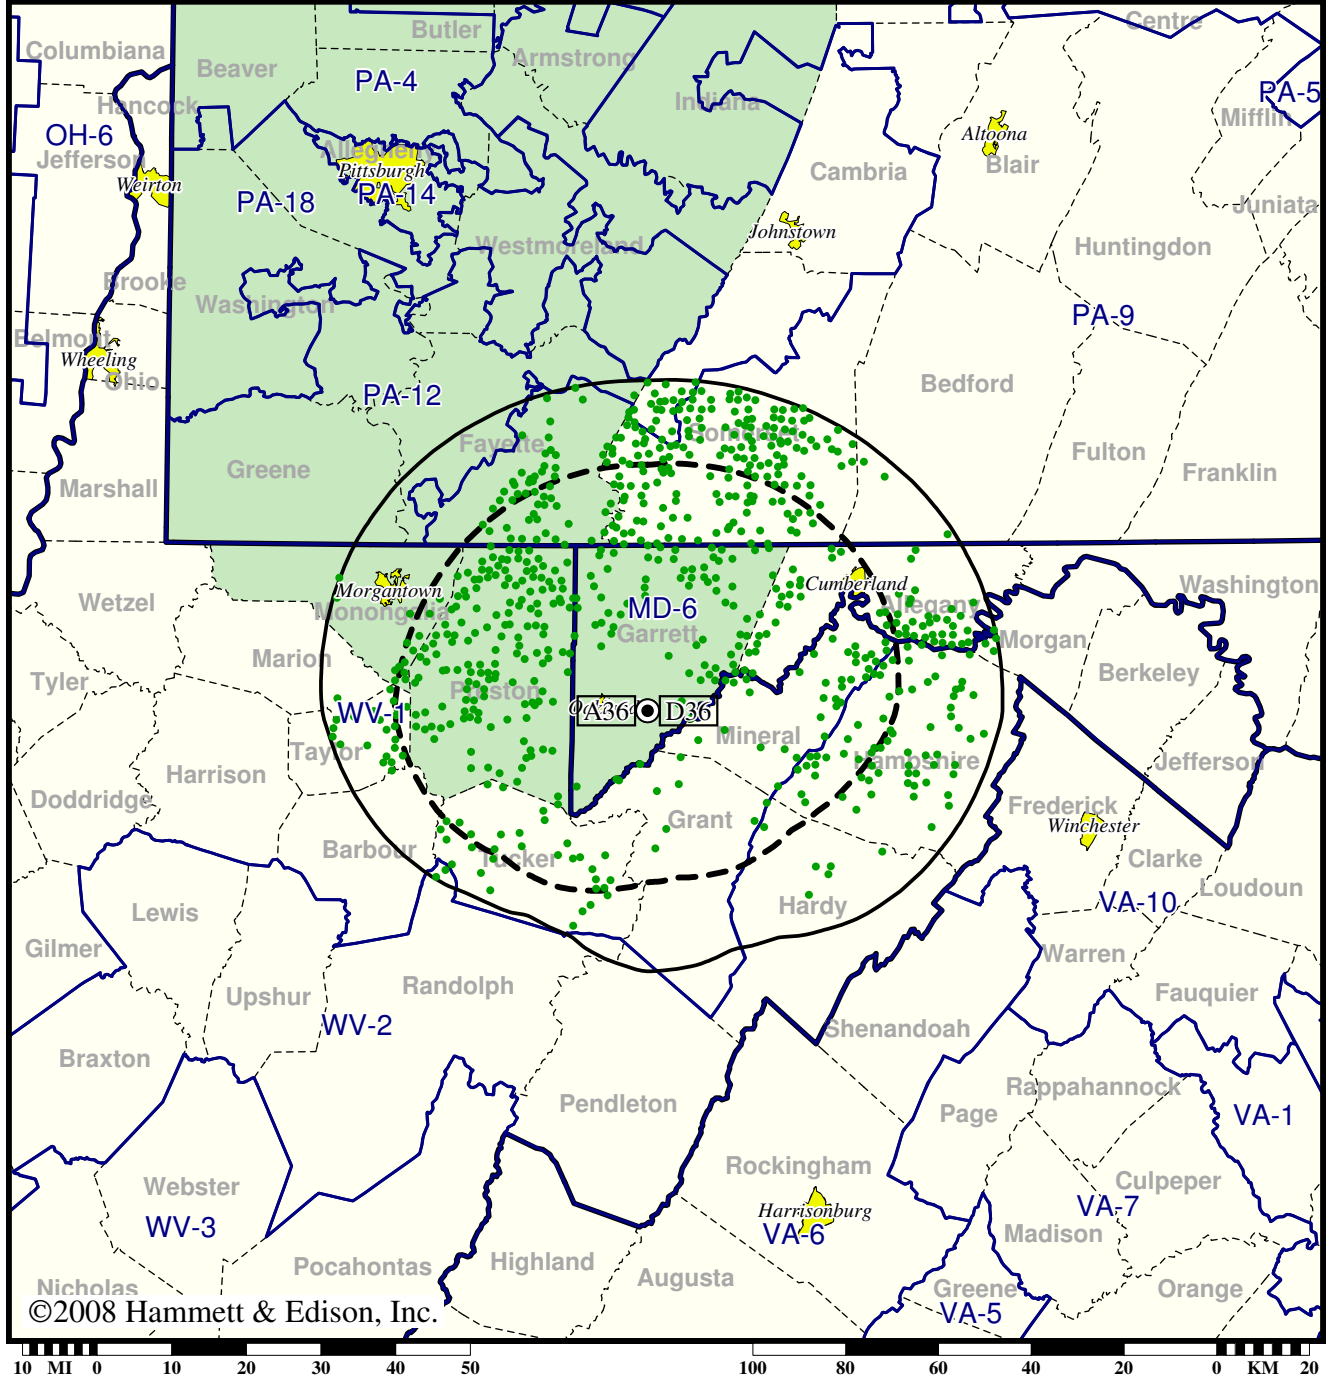 Centre
Butler
Columbiana
Armstrong
Beaver
PA-4
PA-5
Indiana
Hancock
Mifflin
OH-6
Altoona
Allegheny
Jefferson
Blair
Pittsburgh
Cambria
Weirton
PA-14
PA-18
Juniata
Johnstown
Westmoreland
Huntingdon
Brooke
Washington
PA-9
Belmont
Wheeling
Ohio
Bedford
PA-12
Somerset
Fayette
Fulton
Greene
Franklin
Marshall
Cumberland
Washington
Morgantown
Wetzel
Allegany
MD-6
Monongalia
Garrett
Morgan
Marion
Berkeley
Tyler
Preston
A36
D36
WV-1
Mineral
Taylor
Hampshire
Jefferson
Harrison
Doddridge
Frederick
Grant
Winchester
Barbour
Tucker
Clarke
Loudoun
VA-10
Hardy
Lewis
Gilmer
Warren
Randolph
Fauquier
Upshur
WV-2
Shenandoah
Braxton
Rappahannock
Pendleton
Page
VA-1
Rockingham
Culpeper
Webster
VA-7
Harrisonburg
WV-3
VA-6
Madison
Highland
Pocahontas
Augusta
Nicholas
Greene
Orange
©2008 Hammett & Edison, Inc.
VA-5
10 MI 0 10 20 30 40 50 100 80 60 40 20 0 KM 20